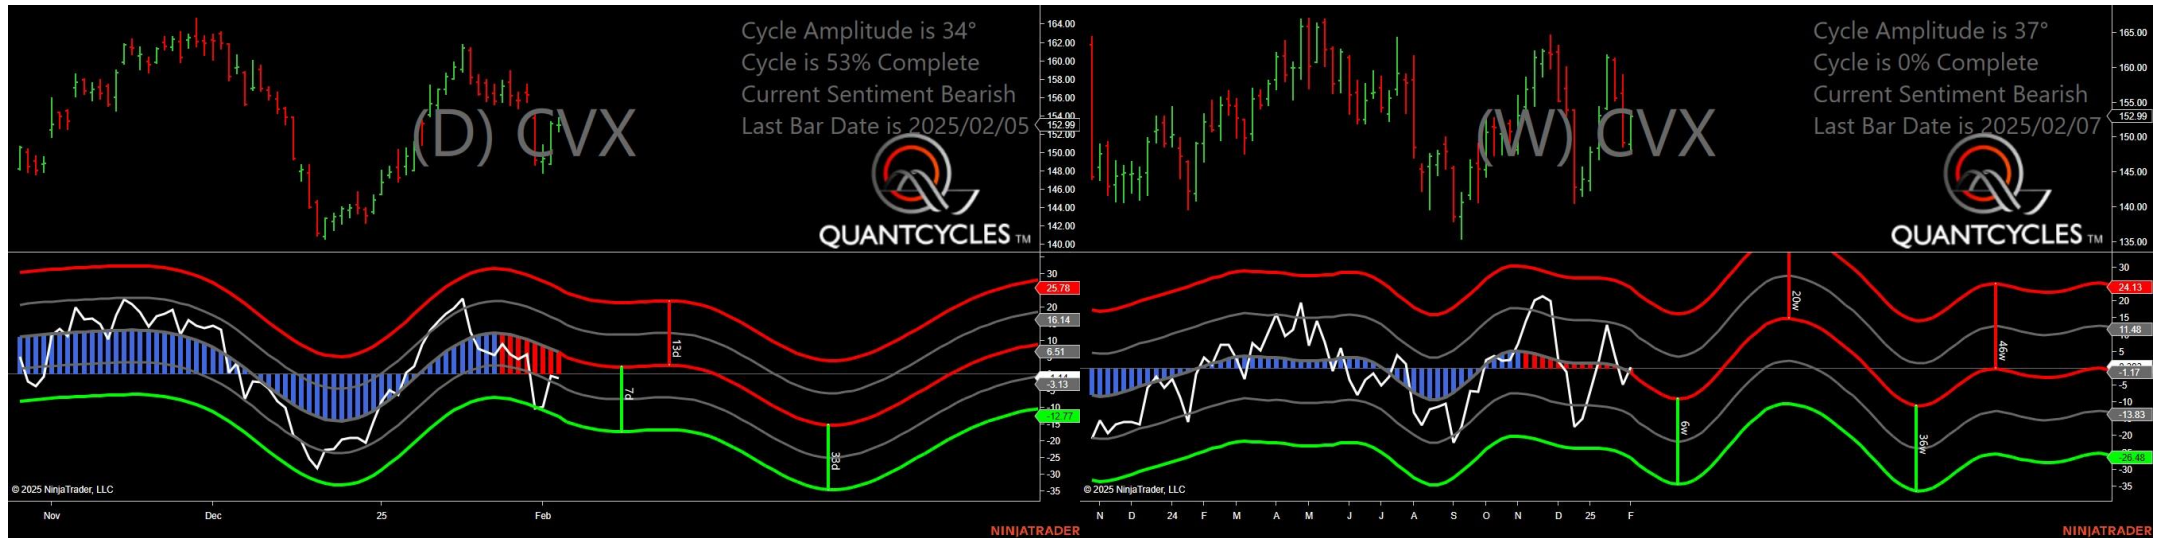 Cycle Amplitude is 34°
Cycle is 53% Complete
Current Sentiment Bearish
Last Bar Date is 2025/02/05
(D) CVX
QUANTCYCLES TM
164.00
162.00
160.00
158.00
156.00
154.00
152.99
152.00
150.00
148.00
146.00
144.00
142.00
140.00
30
25.78
20
16.14
10
6.51
-3.13
-10
-12.77
-15
-20
-25
-30
-35
13d
7d
33d
© 2025 NinjaTrader, LLC
Nov
Dec
25
Feb
NINJATRADER
Cycle Amplitude is 37°
Cycle is 0% Complete
Current Sentiment Bearish
Last Bar Date is 2025/02/07
(W) CVX
QUANTCYCLES TM
165.00
160.00
155.00
152.99
150.00
145.00
140.00
135.00
30
24.13
20
15
11.48
5
-1.17
-5
-10
-13.83
-20
-26.48
-30
-35
20w
46w
6w
36w
© 2025 NinjaTrader, LLC
N D 24 F M A M J J A S O N D 25 F
NINJATRADER